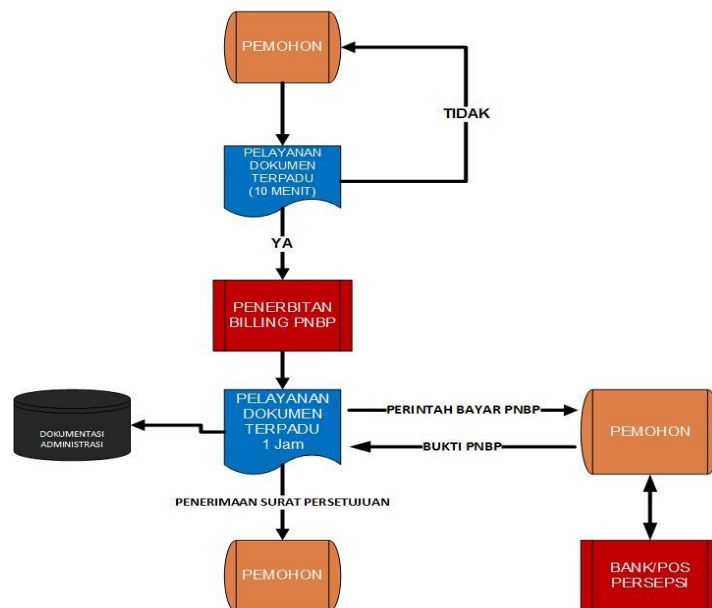 PEMOHON
TIDAK
PELAYANAN
DOKUMEN
TERPADU
(10 MENIT)
YA
PENERBITAN
BILLING PNBP
PELAYANAN
DOKUMEN
TERPADU
1 Jam
PERINTAH BAYAR PNBP
BUKTI PNBP
PEMOHON
DOKUMENTASI
ADMINISTRASI
PENERIMAAN SURAT PERSETUJUAN
PEMOHON
BANK/POS
PERSEPSI